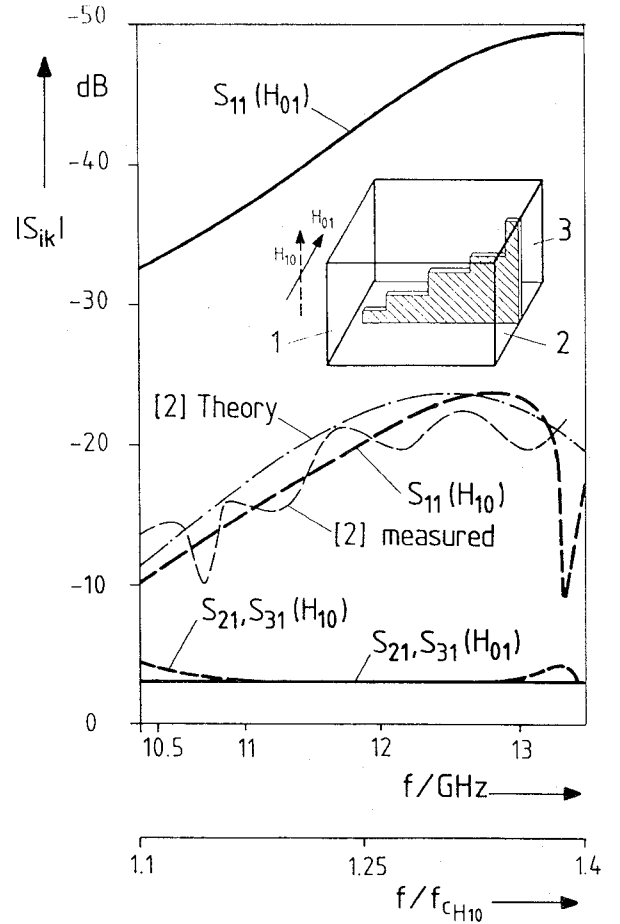 -50
dB
S11 (H01)
-40
|Sik|
H01
H10
3
-30
1
2
[2] Theory
-20
S11 (H10)
[2] measured
-10
S21, S31 (H10)
S21, S31 (H01)
0
10.5 11 12 13
f/GHz
1.1 1.25 1.4
f/fcH10